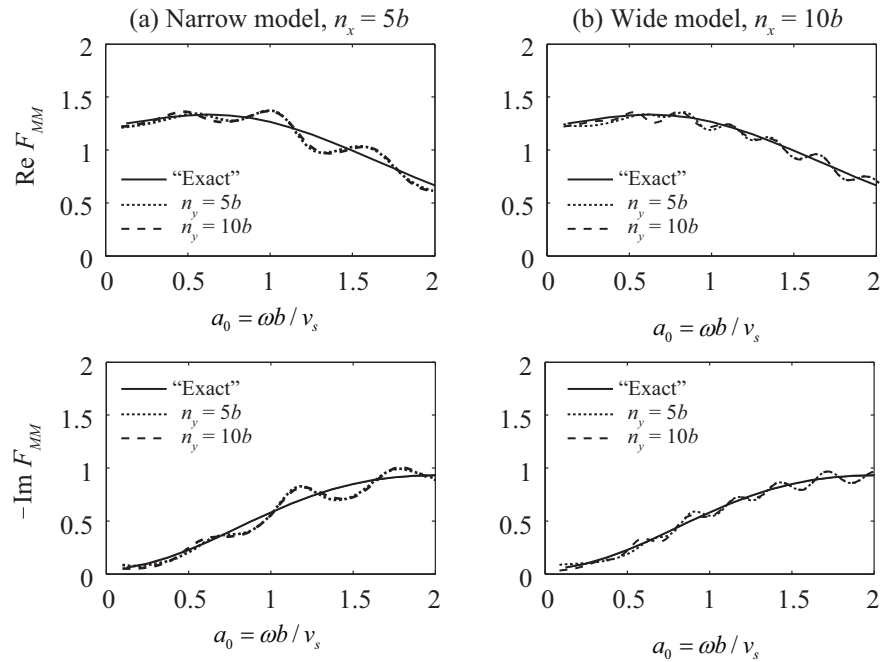 (a) Narrow model, n_x = 5b
(b) Wide model, n_x = 10b
Re F_MM
2
1.5
1
0.5
0
“Exact”
n_y = 5b
n_y = 10b
0 0.5 1 1.5 2
a_0 = ωb / v_s
2
1.5
1
0.5
0
“Exact”
n_y = 5b
n_y = 10b
0 0.5 1 1.5 2
a_0 = ωb / v_s
−Im F_MM
2
1.5
1
0.5
0
“Exact”
n_y = 5b
n_y = 10b
0 0.5 1 1.5 2
a_0 = ωb / v_s
2
1.5
1
0.5
0
“Exact”
n_y = 5b
n_y = 10b
0 0.5 1 1.5 2
a_0 = ωb / v_s